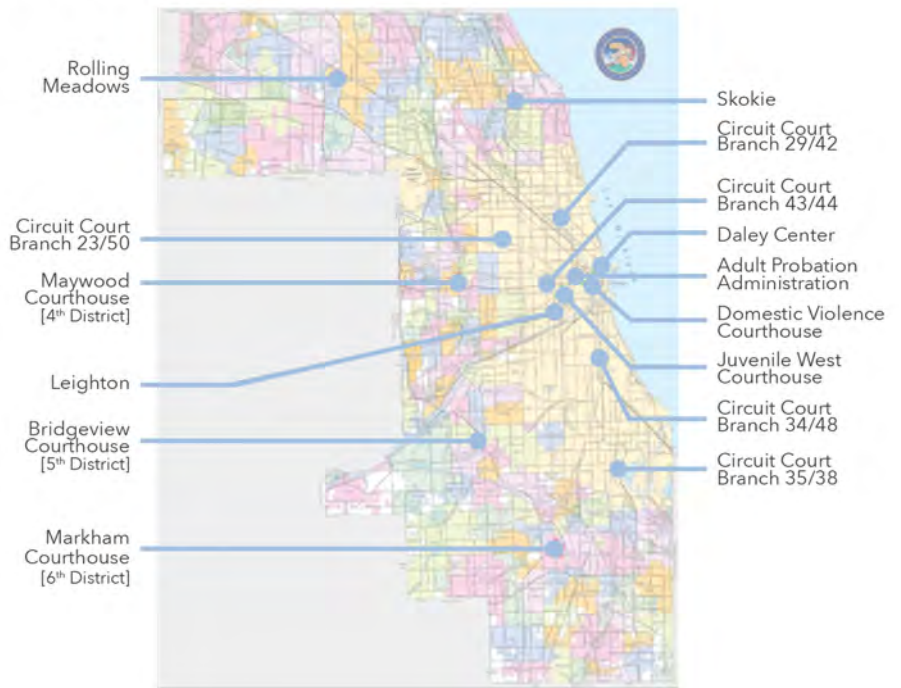 Rolling
Meadows
Circuit Court
Branch 23/50
Maywood
Courthouse
[4th District]
Leighton
Bridgeview
Courthouse
[5th District]
Markham
Courthouse
[6th District]
Skokie
Circuit Court
Branch 29/42
Circuit Court
Branch 43/44
Daley Center
Adult Probation
Administration
Domestic Violence
Courthouse
Juvenile West
Courthouse
Circuit Court
Branch 34/48
Circuit Court
Branch 35/38